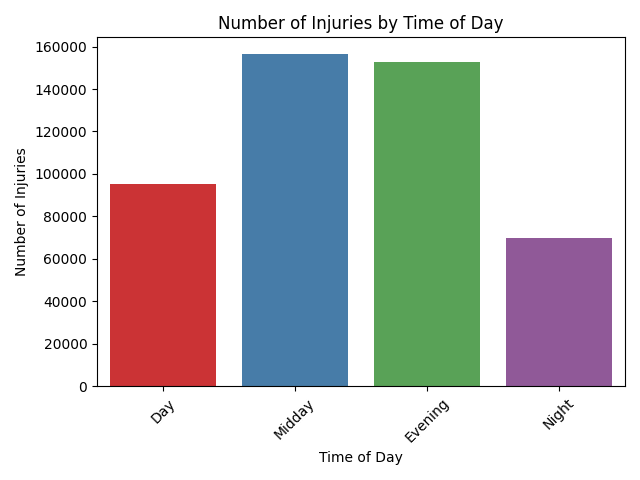 Number of Injuries by Time of Day
160000
140000
120000
100000
80000
60000
40000
20000
0
Number of Injuries
Day
Midday
Evening
Night
Time of Day